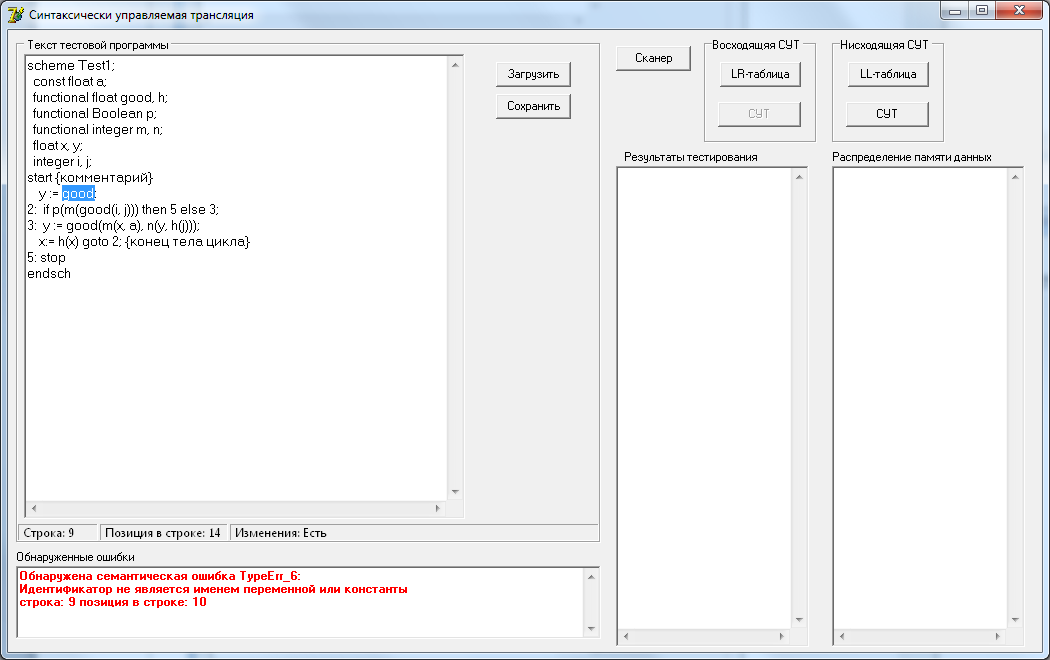 Синтаксически управляемая трансляция
Текст тестовой программы
scheme Test1;
const float a;
functional float good, h;
functional Boolean p;
functional integer m, n;
float x, y;
integer i, j;
start {комментарий}
y := good;
2: if p(m(good(i, j))) then 5 else 3;
3: y := good(m(x, a), n(y, h(j)));
x:= h(x) goto 2; {конец тела цикла}
5: stop
endsch
Загрузить
Сохранить
Строка: 9
Позиция в строке: 14
Изменения: Есть
Обнаруженные ошибки
Обнаружена семантическая ошибка TypeErr_6:
Идентификатор не является именем переменной или константы
строка: 9 позиция в строке: 10
Сканер
Восходящяя СУТ
LR-таблица
СУТ
Нисходящяя СУТ
LL-таблица
СУТ
Результаты тестирования
Распределение памяти данных